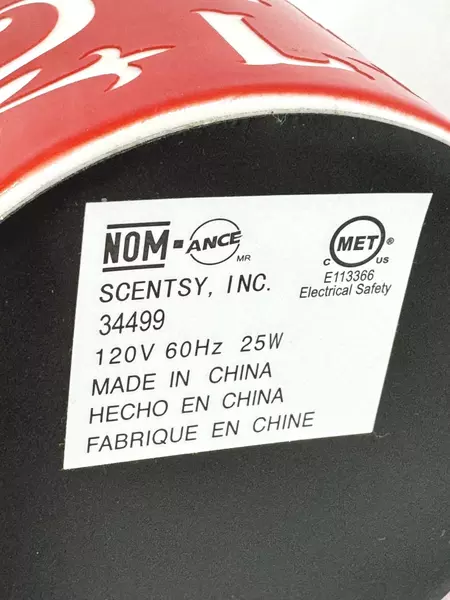 NOM-ANCE
MR
MET®
C US
SCENTSY, INC.
E113366
Electrical Safety
34499
120V 60Hz 25W
MADE IN CHINA
HECHO EN CHINA
FABRIQUE EN CHINE